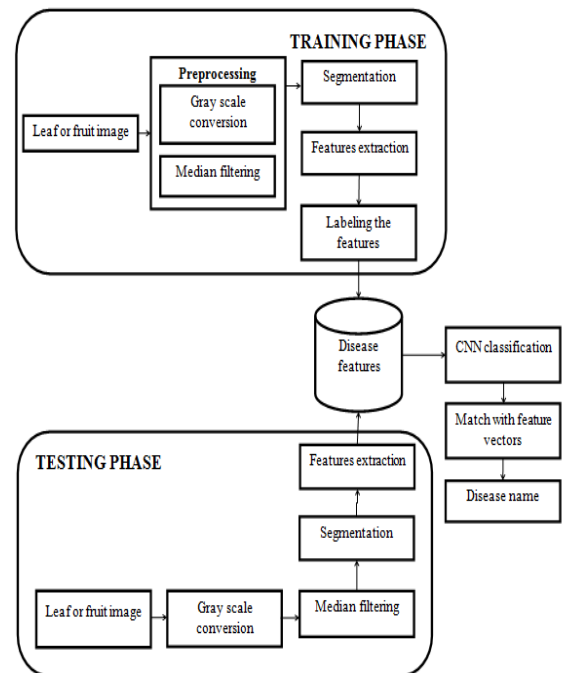 TRAINING PHASE
Preprocessing
Gray scale
conversion
Median filtering
Leaf or fruit image
Segmentation
Features extraction
Labeling the
features
Disease
features
CNN classification
Match with feature
vectors
Disease name
TESTING PHASE
Features extraction
Segmentation
Leaf or fruit image
Gray scale
conversion
Median filtering